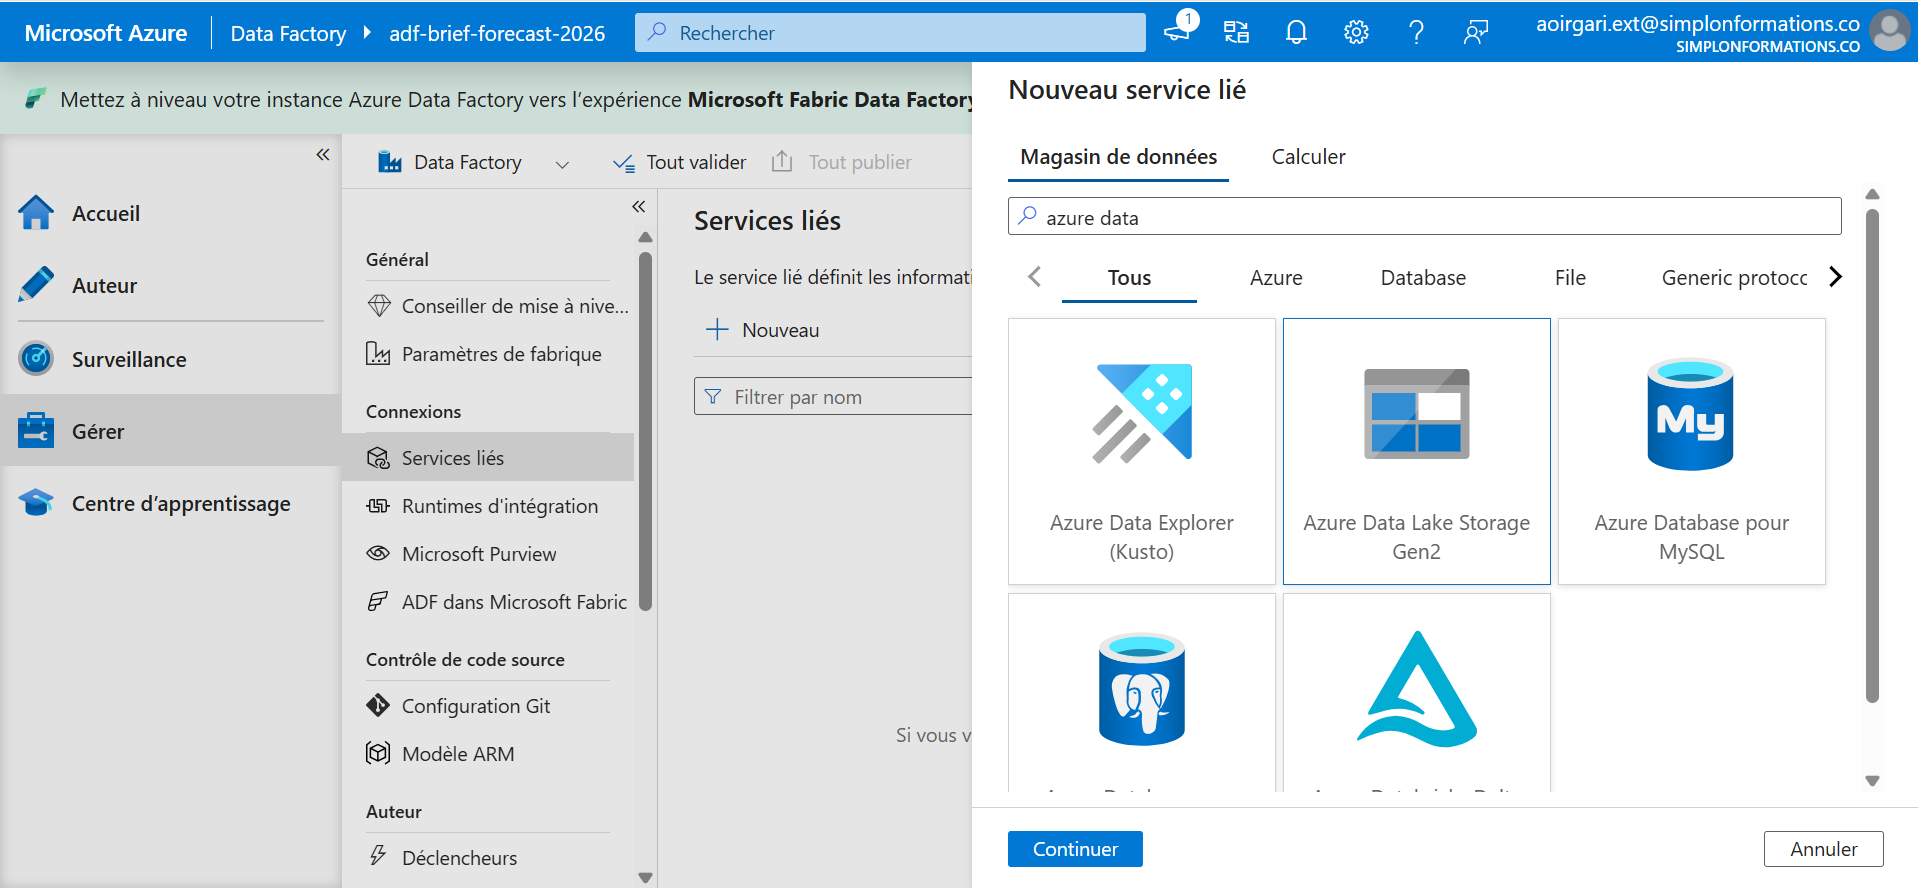 Microsoft Azure
Data Factory
adf-brief-forecast-2026
Rechercher
1
aoirgari.ext@simplonformations.co
SIMPLONFORMATIONS.CO
Mettez à niveau votre instance Azure Data Factory vers l’expérience Microsoft Fabric Data Factory
Accueil
Auteur
Surveillance
Gérer
Centre d’apprentissage
Data Factory
Tout valider
Tout publier
Général
Conseiller de mise à nive...
Paramètres de fabrique
Connexions
Services liés
Runtimes d'intégration
Microsoft Purview
ADF dans Microsoft Fabric
Contrôle de code source
Configuration Git
Modèle ARM
Auteur
Déclencheurs
Services liés
Le service lié définit les informati
Nouveau
Filtrer par nom
Si vous v
Nouveau service lié
Magasin de données
Calculer
azure data
Tous
Azure
Database
File
Generic protocc
Azure Data Explorer
(Kusto)
Azure Data Lake Storage
Gen2
My
Azure Database pour
MySQL
Continuer
Annuler